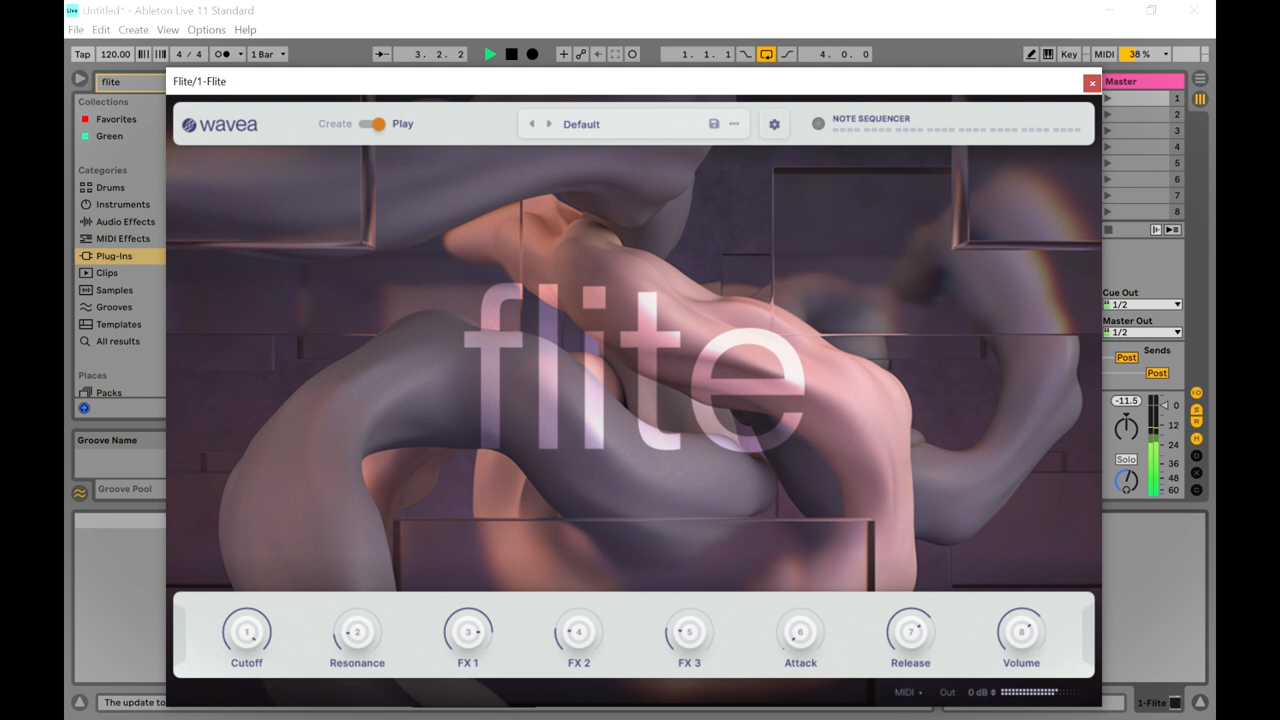 Live Untitled* - Ableton Live 11 Standard
File Edit Create View Options Help
Tap 120.00 4 / 4 1 Bar 3. 2. 2 1. 1. 1 4. 0. 0 Key MIDI 38 %
flite
Collections
Favorites
Green
Categories
Drums
Instruments
Audio Effects
MIDI Effects
Plug-Ins
Clips
Samples
Grooves
Templates
All results
Places
Packs
Groove Name
Groove Pool
The update to
Flite/1-Flite
wavea Create Play Default NOTE SEQUENCER
flite
1 2 3 4 5 6 7 8
Cutoff Resonance FX 1 FX 2 FX 3 Attack Release Volume
MIDI Out 0 dB
Master
1
2
3
4
5
6
7
8
Cue Out
1/2
Master Out
1/2
Sends
Post
Post
-11.5
0
12
24
36
48
60
Solo
I-O
S
R
M
D
X
C
1-Flite